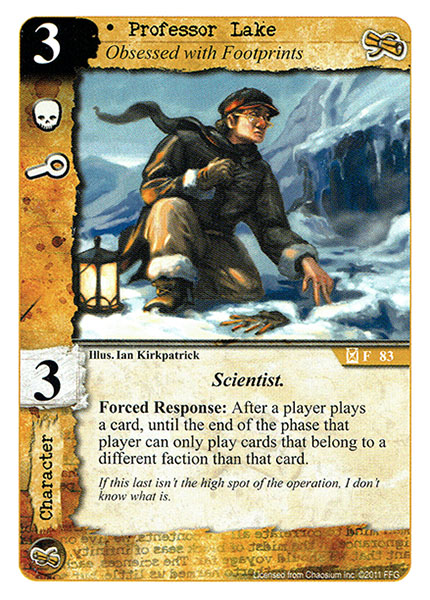 3
• Professor Lake
Obsessed with Footprints
Illus. Ian Kirkpatrick
F 83
3
Character
Scientist.
Forced Response: After a player plays
a card, until the end of the phase that
player can only play cards that belong to a
different faction than that card.
If this last isn't the high spot of the operation, I don't
know what is.
Licensed from Chaosium Inc. ©2011 FFG